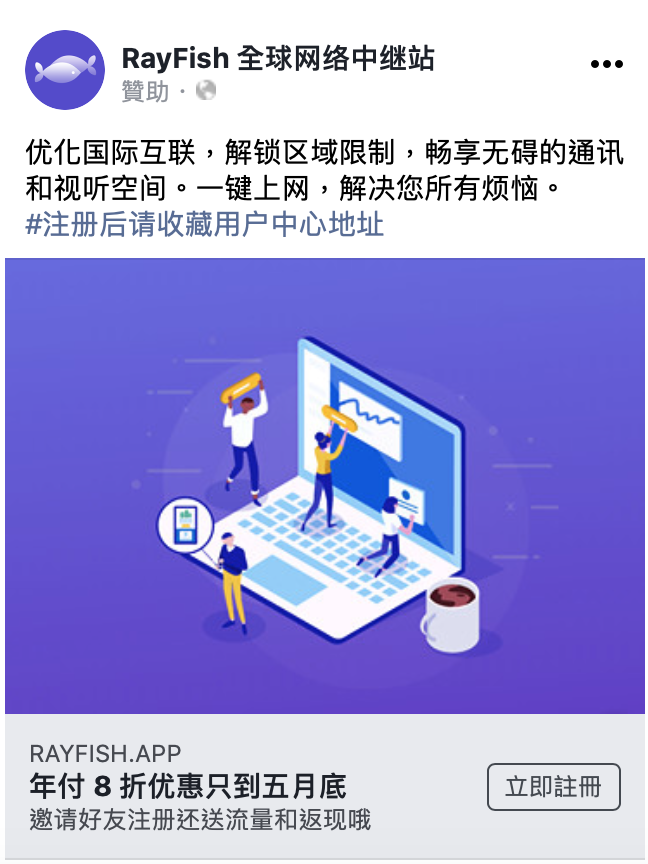 RayFish 全球网络中继站
贊助 ·
优化国际互联，解锁区域限制，畅享无碍的通讯
和视听空间。一键上网，解决您所有烦恼。
#注册后请收藏用户中心地址
RAYFISH.APP
年付 8 折优惠只到五月底
立即註冊
邀请好友注册还送流量和返现哦